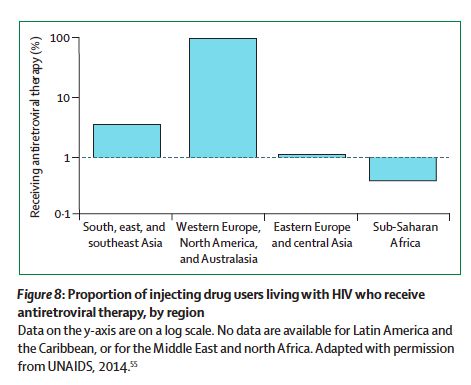 Receiving antiretroviral therapy (%)
100
10
1
0·1
South, east, and
southeast Asia
Western Europe,
North America,
and Australasia
Eastern Europe
and central Asia
Sub-Saharan
Africa
Figure 8: Proportion of injecting drug users living with HIV who receive
antiretroviral therapy, by region
Data on the y-axis are on a log scale. No data are available for Latin America and
the Caribbean, or for the Middle East and north Africa. Adapted with permission
from UNAIDS, 2014.⁵⁵